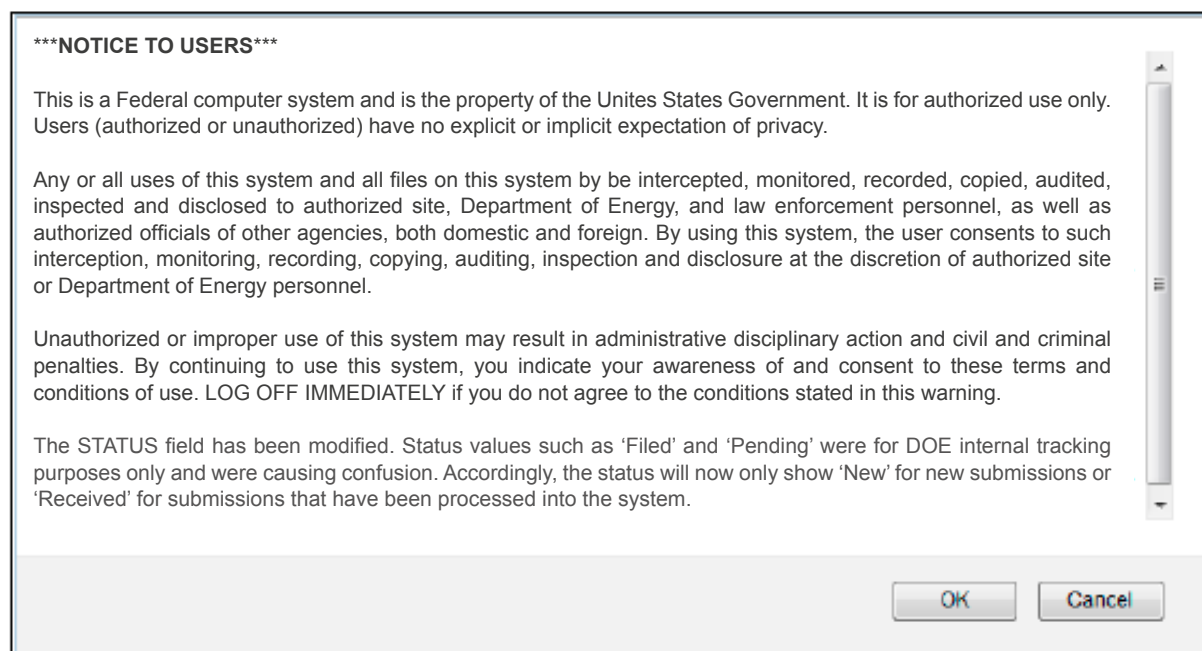 ***NOTICE TO USERS***
This is a Federal computer system and is the property of the Unites States Government. It is for authorized use only.
Users (authorized or unauthorized) have no explicit or implicit expectation of privacy.
Any or all uses of this system and all files on this system by be intercepted, monitored, recorded, copied, audited,
inspected and disclosed to authorized site, Department of Energy, and law enforcement personnel, as well as
authorized officials of other agencies, both domestic and foreign. By using this system, the user consents to such
interception, monitoring, recording, copying, auditing, inspection and disclosure at the discretion of authorized site
or Department of Energy personnel.
Unauthorized or improper use of this system may result in administrative disciplinary action and civil and criminal
penalties. By continuing to use this system, you indicate your awareness of and consent to these terms and
conditions of use. LOG OFF IMMEDIATELY if you do not agree to the conditions stated in this warning.
The STATUS field has been modified. Status values such as ‘Filed’ and ‘Pending’ were for DOE internal tracking
purposes only and were causing confusion. Accordingly, the status will now only show ‘New’ for new submissions or
‘Received’ for submissions that have been processed into the system.
OK Cancel